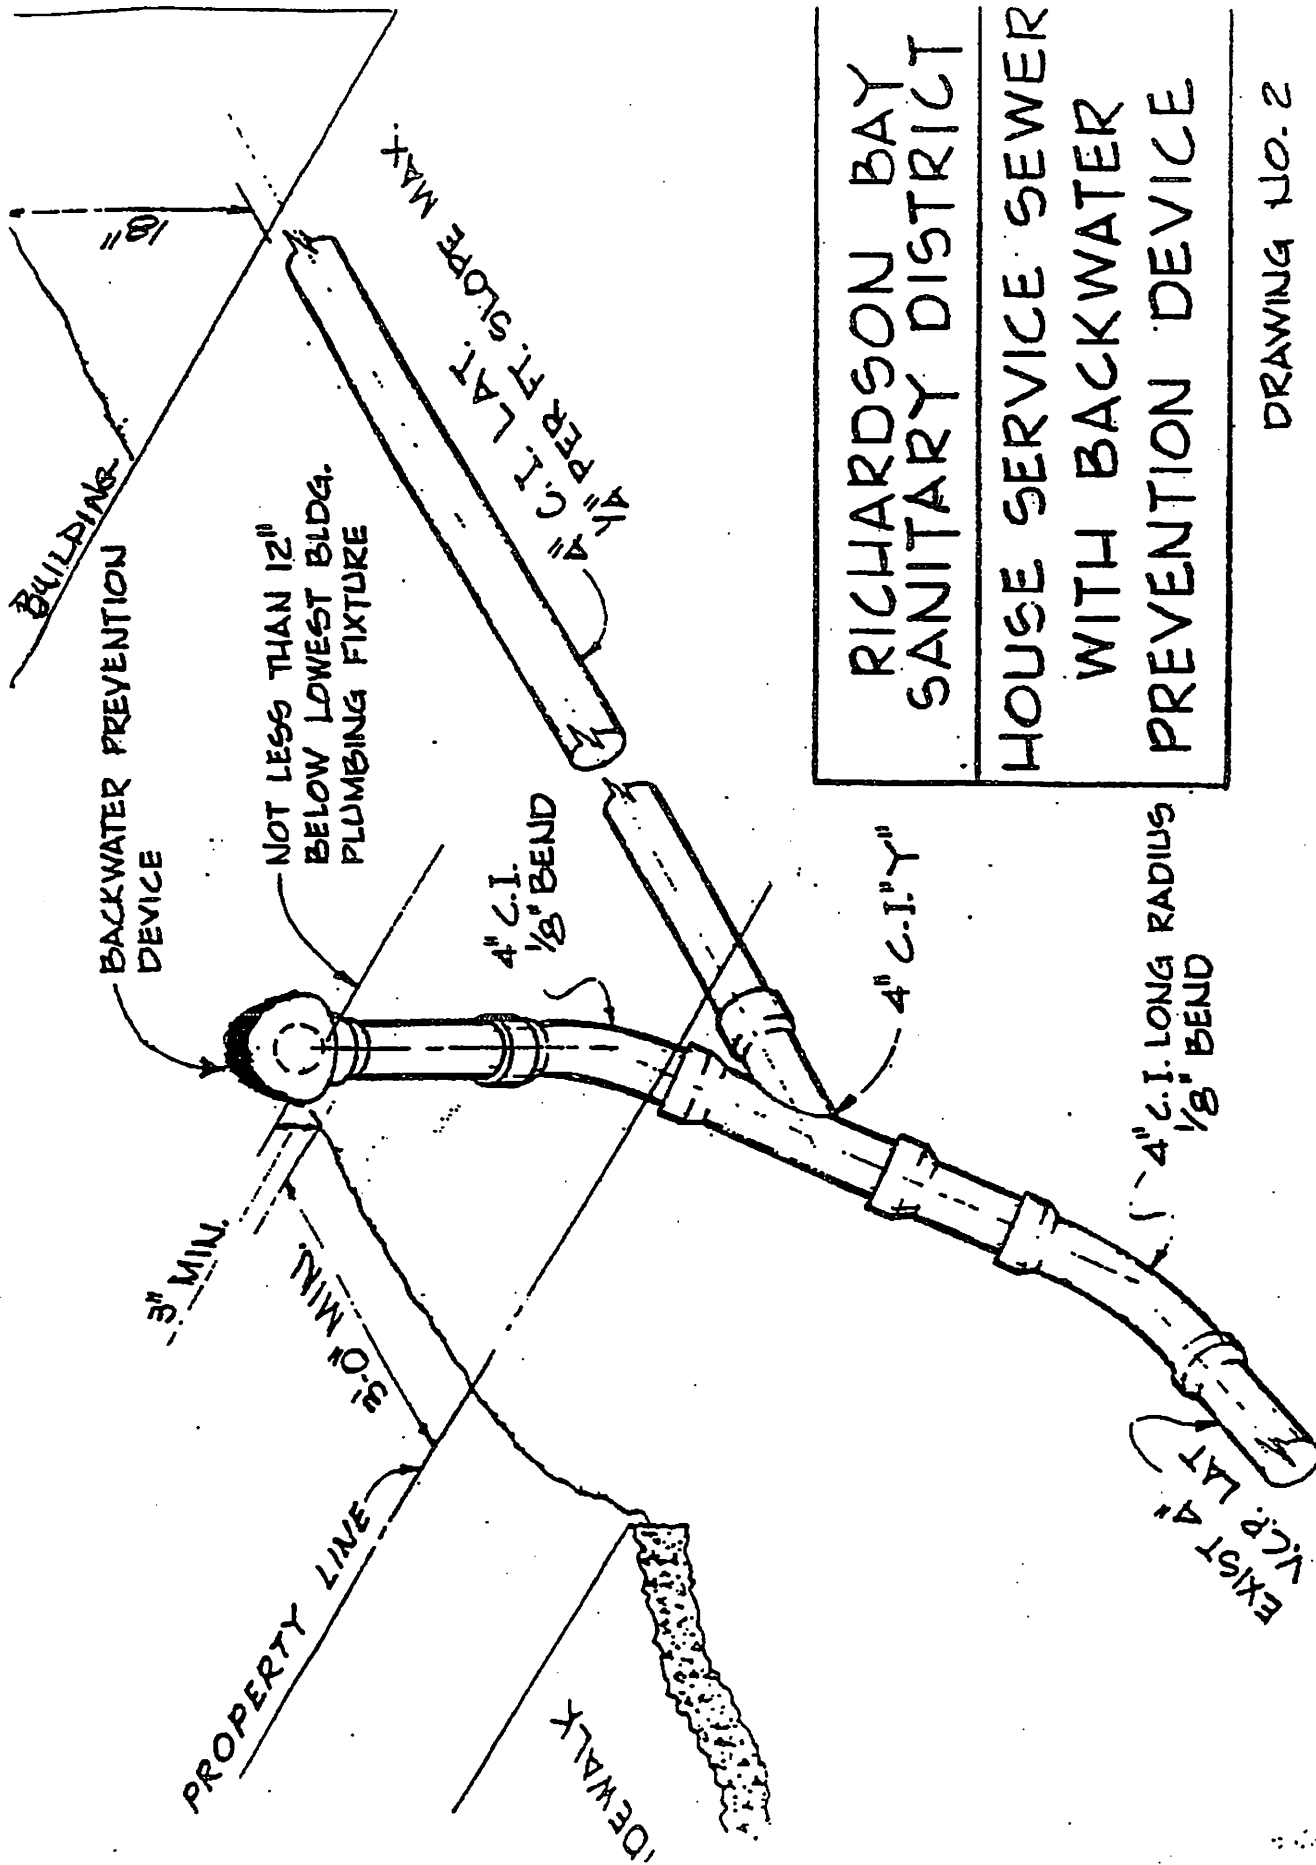 BUILDING
18"
BACKWATER PREVENTION
DEVICE
NOT LESS THAN 12"
BELOW LOWEST BLDG.
PLUMBING FIXTURE
4" C.I. LAT.
1/4" PER FT. SLOPE MAX.
3" MIN.
3'-0" MIN.
4" C.I.
1/8" BEND
PROPERTY LINE
4" C.I. "Y"
4" C.I. LONG RADIUS
1/8" BEND
EXIST 4"
V.C.P. LAT
IDEWALK
RICHARDSON BAY
SANITARY DISTRICT
HOUSE SERVICE SEWER
WITH BACKWATER
PREVENTION DEVICE
DRAWING NO. 2